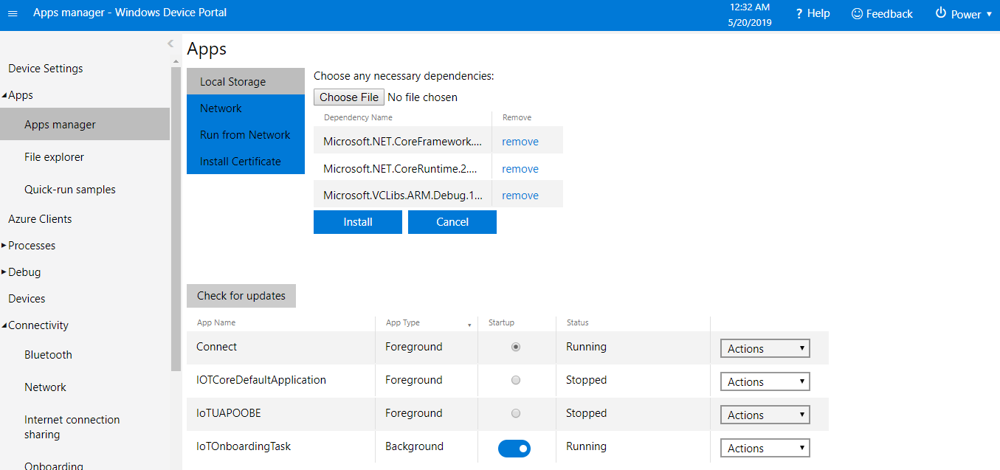 Apps manager - Windows Device Portal
12:32 AM
5/20/2019
? Help
Feedback
Power
Device Settings
Apps
Apps manager
File explorer
Quick-run samples
Azure Clients
Processes
Debug
Devices
Connectivity
Bluetooth
Network
Internet connection
sharing
Onboarding
Apps
Local Storage
Network
Run from Network
Install Certificate
Choose any necessary dependencies:
Choose File No file chosen
Dependency Name Remove
Microsoft.NET.CoreFramework.... remove
Microsoft.NET.CoreRuntime.2.... remove
Microsoft.VCLibs.ARM.Debug.1... remove
Install Cancel
Check for updates
App Name App Type Startup Status
Connect Foreground Running Actions
IOTCoreDefaultApplication Foreground Stopped Actions
IoTUAPOOBE Foreground Stopped Actions
IoTOnboardingTask Background Running Actions